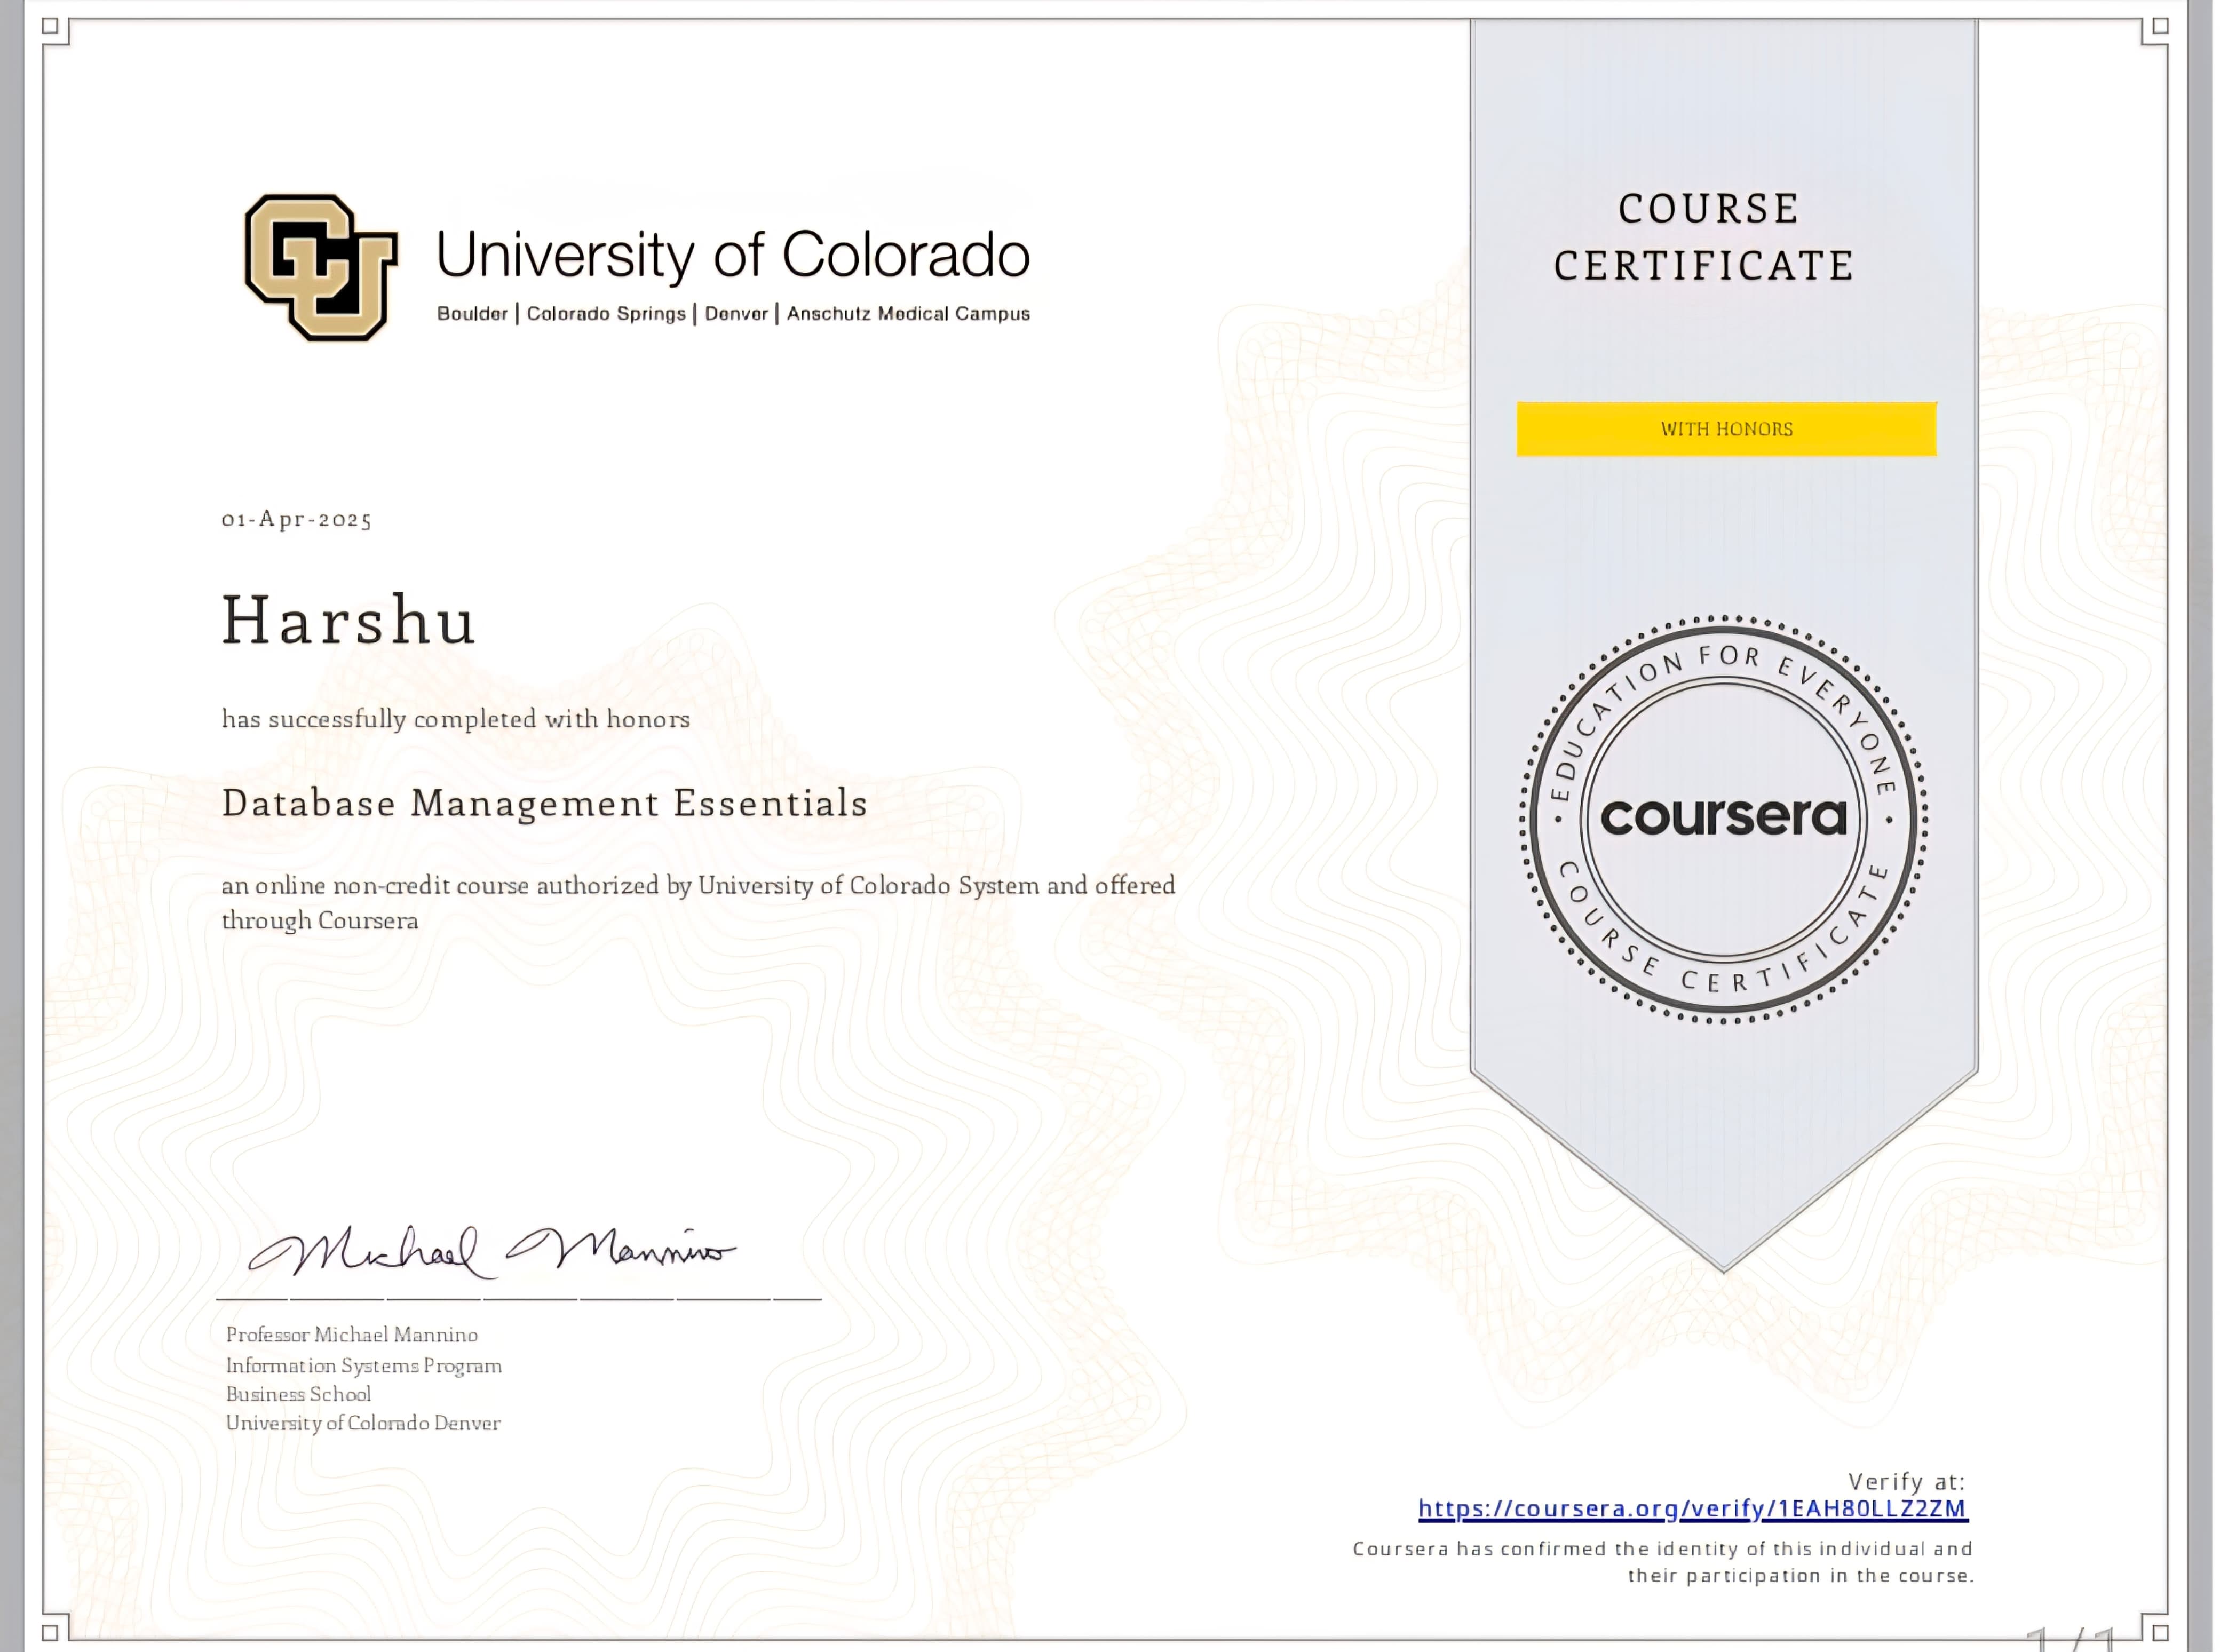 University of Colorado
Boulder | Colorado Springs | Denver | Anschutz Medical Campus
COURSE
CERTIFICATE
WITH HONORS
01-Apr-2025
Harshu
has successfully completed with honors
Database Management Essentials
an online non-credit course authorized by University of Colorado System and offered
through Coursera
EDUCATION FOR EVERYONE
coursera
COURSE CERTIFICATE
Michael Mannino
Professor Michael Mannino
Information Systems Program
Business School
University of Colorado Denver
Verify at:
https://coursera.org/verify/1EAH80LLZ2ZM
Coursera has confirmed the identity of this individual and
their participation in the course.
1/1